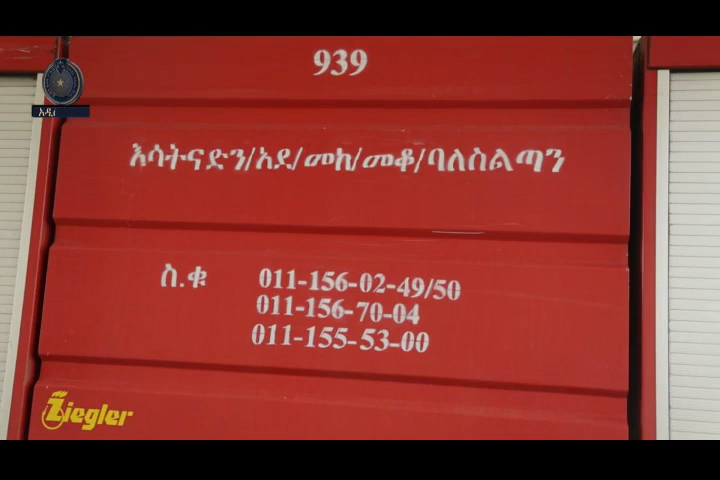 939
አዲስ
እሳትናድን/አደ/መከ/መቆ/ባለስልጣን
ስ.ቁ 011-156-02-49/50
011-156-70-04
011-155-53-00
Ziegler